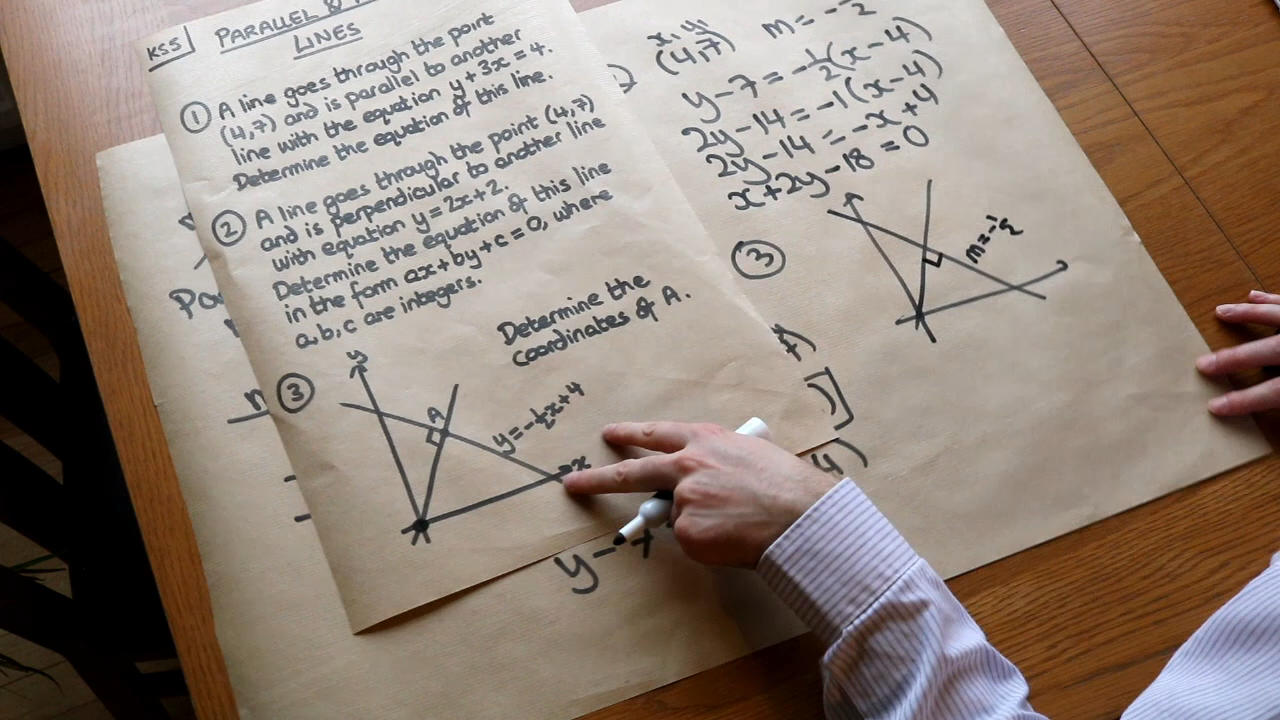 KS5
PARALLEL &
LINES
① A line goes through the point
(4,7) and is parallel to another
line with the equation y + 3x = 4.
Determine the equation of this line.
② A line goes through the point (4,7)
and is perpendicular to another line
with equation y = 2x+2.
Determine the equation of this line
in the form ax+by+c=0, where
a,b,c are integers.
Determine the
coordinates of A.
③
y
A
y=-½x+4
x
x, y,
(4,7)
m = -½
y - 7 = -½(x - 4)
2y - 14 = -1(x - 4)
2y - 14 = -x + 4
x + 2y - 18 = 0
③
m=-½
4)
y - 7